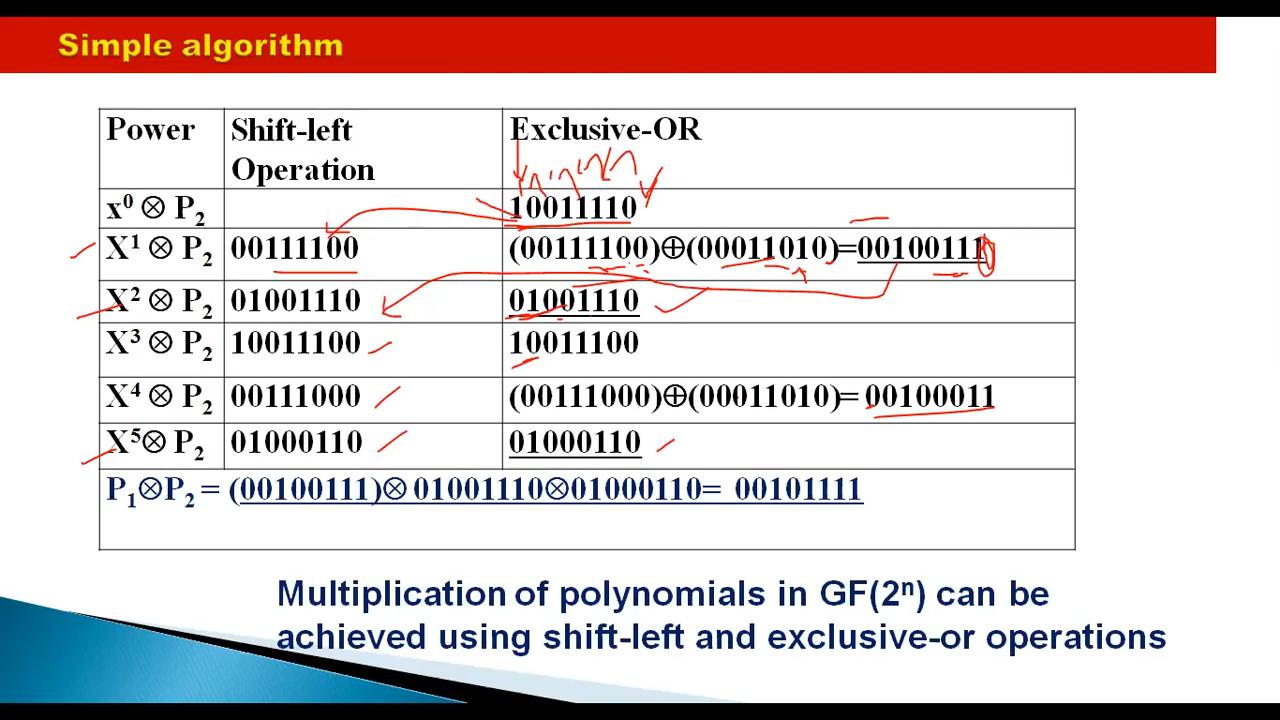 Simple algorithm
Power Shift-left Operation Exclusive-OR
x⁰ ⊗ P₂ 10011110
X¹ ⊗ P₂ 00111100 (00111100)⊕(00011010)=00100111
X² ⊗ P₂ 01001110 01001110
X³ ⊗ P₂ 10011100 10011100
X⁴ ⊗ P₂ 00111000 (00111000)⊕(00011010)= 00100011
X⁵⊗ P₂ 01000110 01000110
P₁⊗P₂ = (00100111)⊗ 01001110⊗01000110= 00101111
Multiplication of polynomials in GF(2ⁿ) can be
achieved using shift-left and exclusive-or operations